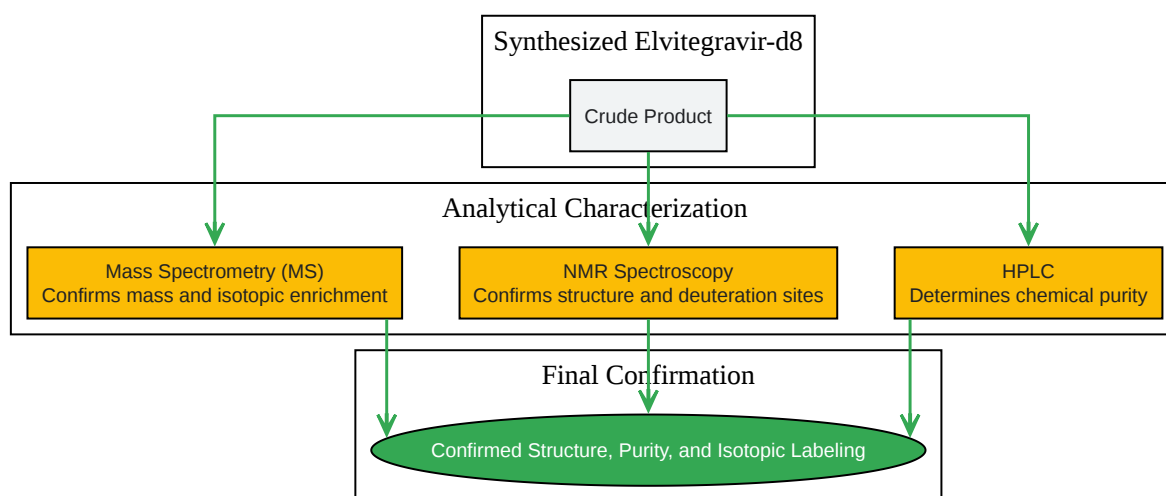 Synthesized Elvitegravir-d8
Crude Product
Analytical Characterization
Mass Spectrometry (MS)
Confirms mass and isotopic enrichment
NMR Spectroscopy
Confirms structure and deuteration sites
HPLC
Determines chemical purity
Final Confirmation
Confirmed Structure, Purity, and Isotopic Labeling